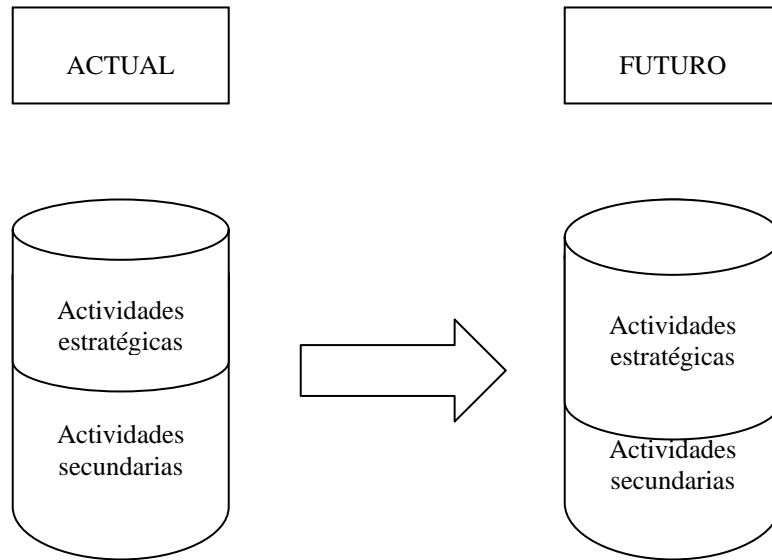 ACTUAL
FUTURO
Actividades
estratégicas
Actividades
estratégicas
Actividades
secundarias
Actividades
secundarias